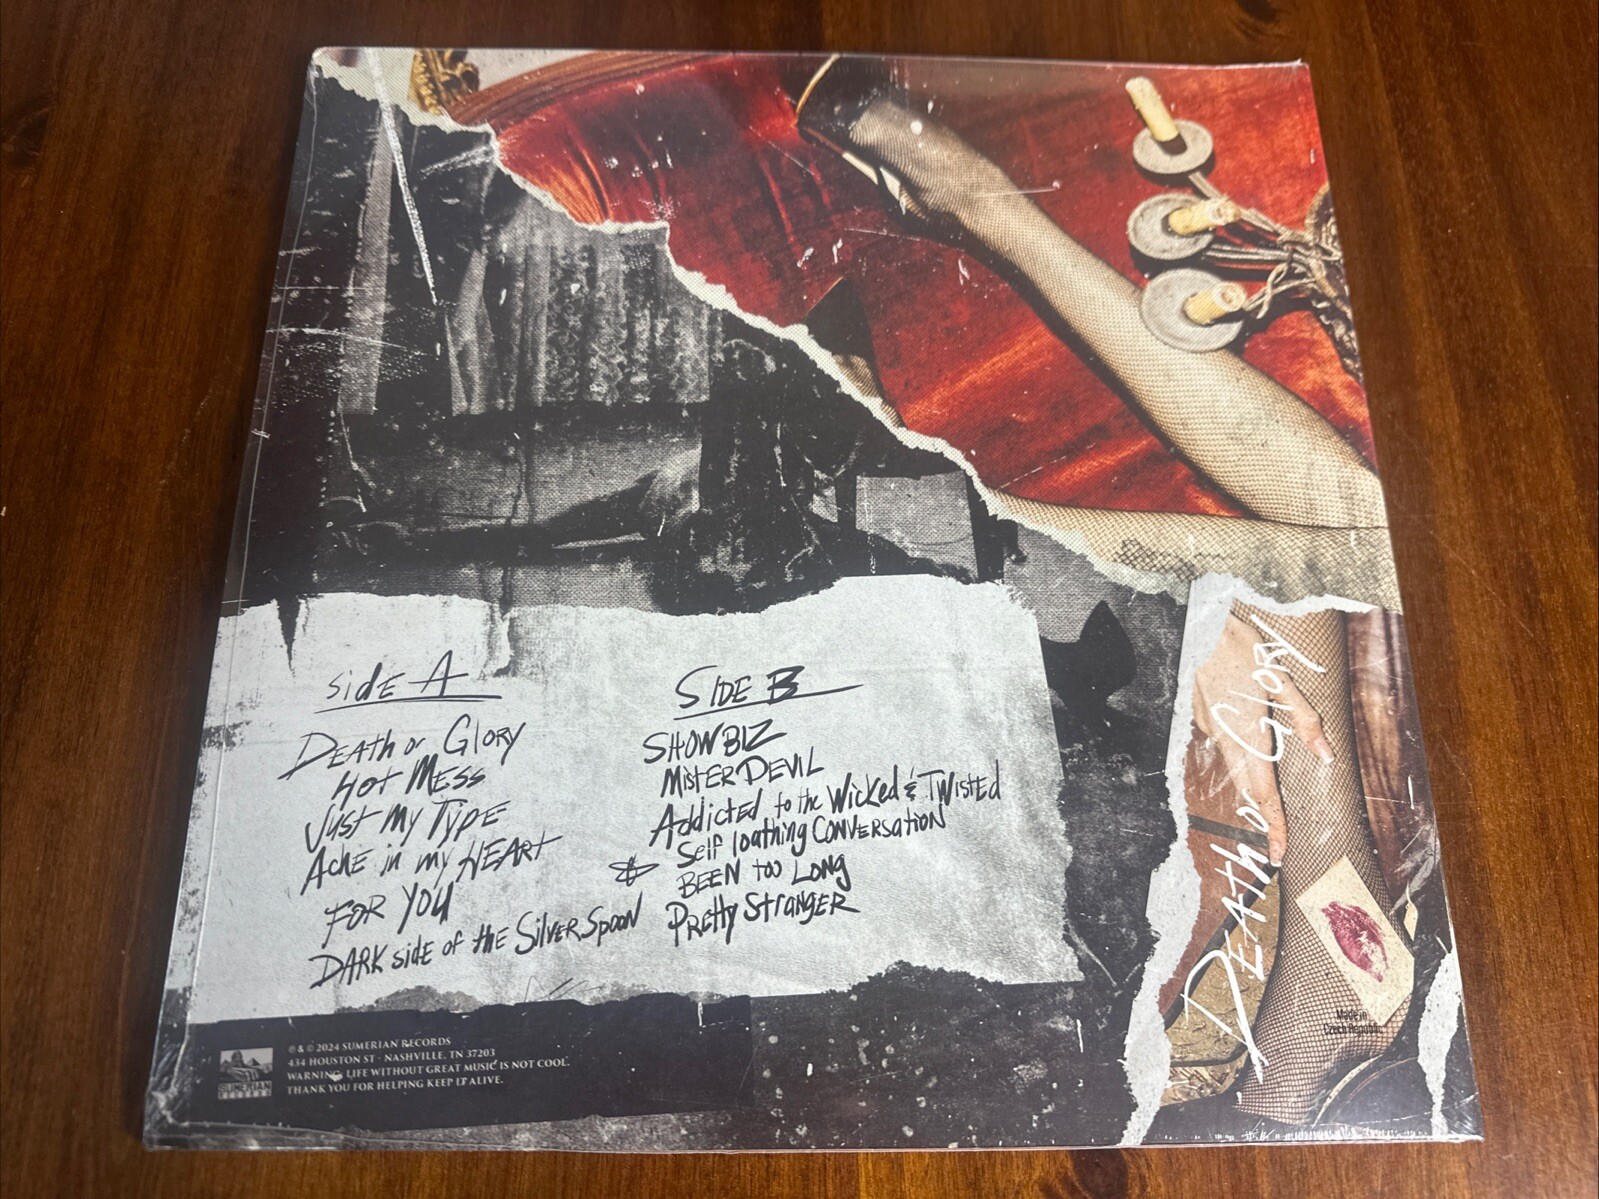 Side A
Death or Glory
Hot Mess
Just my Type
Ache in my Heart
For You
Dark side of the Silver Spoon
Side B
SHOWBIZ
Mister Devil
Addicted to the Wicked & Twisted
Self loathing Conversation
BEEN too LONG
Pretty Stranger
Death or Glory
Made in
Czech Republic
SUMERIAN
RECORDS
℗ & © 2024 SUMERIAN RECORDS
434 HOUSTON ST · NASHVILLE, TN 37203
WARNING: LIFE WITHOUT GREAT MUSIC IS NOT COOL.
THANK YOU FOR HELPING KEEP IT ALIVE.